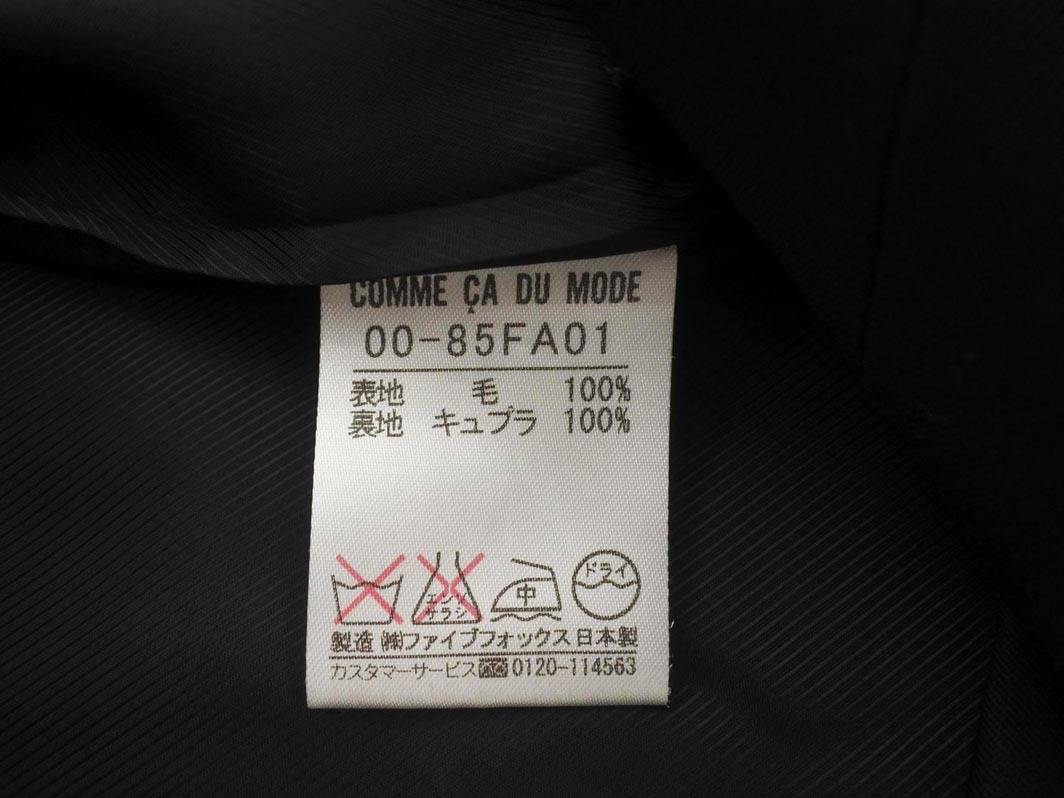 COMME ÇA DU MODE
00-85FA01
表地 毛 100%
裏地 キュプラ 100%
エンソ サラシ 中 ドライ
製造 ㈱ファイブフォックス 日本製
カスタマーサービス 0120-114563